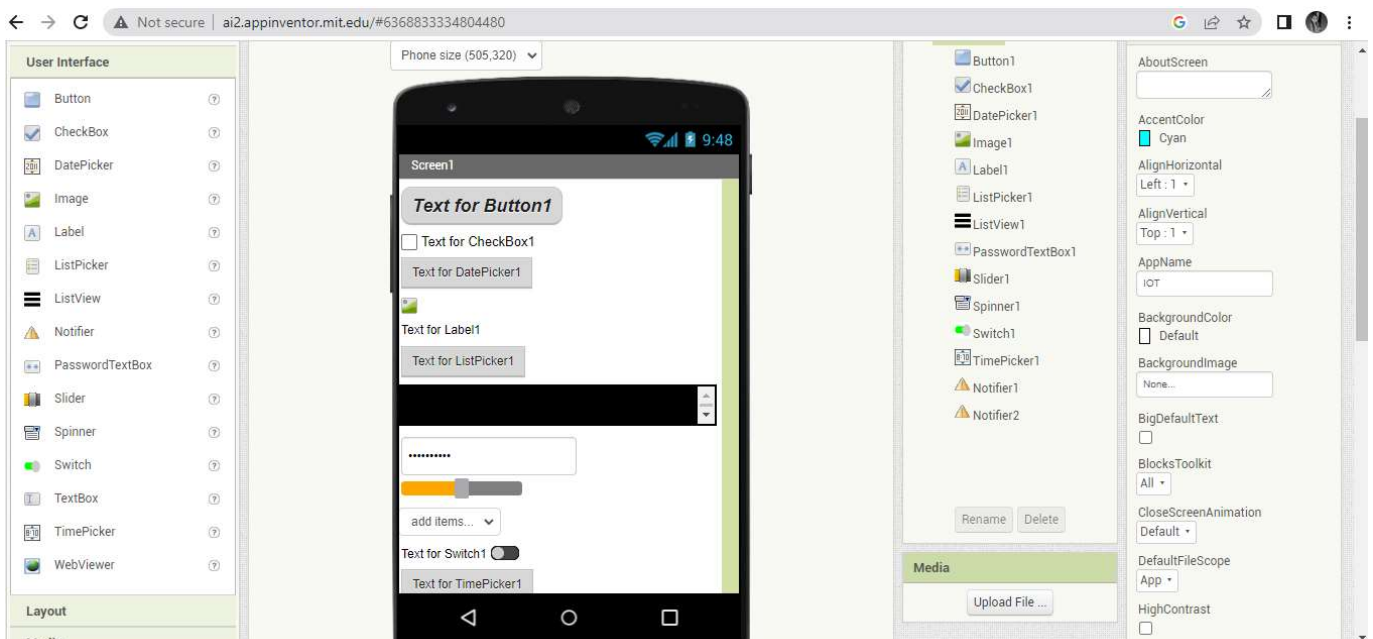 Not secure | ai2.appinventor.mit.edu/#6368833334804480
User Interface
Button
CheckBox
DatePicker
Image
Label
ListPicker
ListView
Notifier
PasswordTextBox
Slider
Spinner
Switch
TextBox
TimePicker
WebViewer
Layout
Phone size (505,320)
9:48
Screen1
Text for Button1
Text for CheckBox1
Text for DatePicker1
Text for Label1
Text for ListPicker1
••••••••••
add items...
Text for Switch1
Text for TimePicker1
Button1
CheckBox1
DatePicker1
Image1
Label1
ListPicker1
ListView1
PasswordTextBox1
Slider1
Spinner1
Switch1
TimePicker1
Notifier1
Notifier2
Rename Delete
Media
Upload File ...
AboutScreen
AccentColor
Cyan
AlignHorizontal
Left : 1
AlignVertical
Top : 1
AppName
IOT
BackgroundColor
Default
BackgroundImage
None...
BigDefaultText
BlocksToolkit
All
CloseScreenAnimation
Default
DefaultFileScope
App
HighContrast